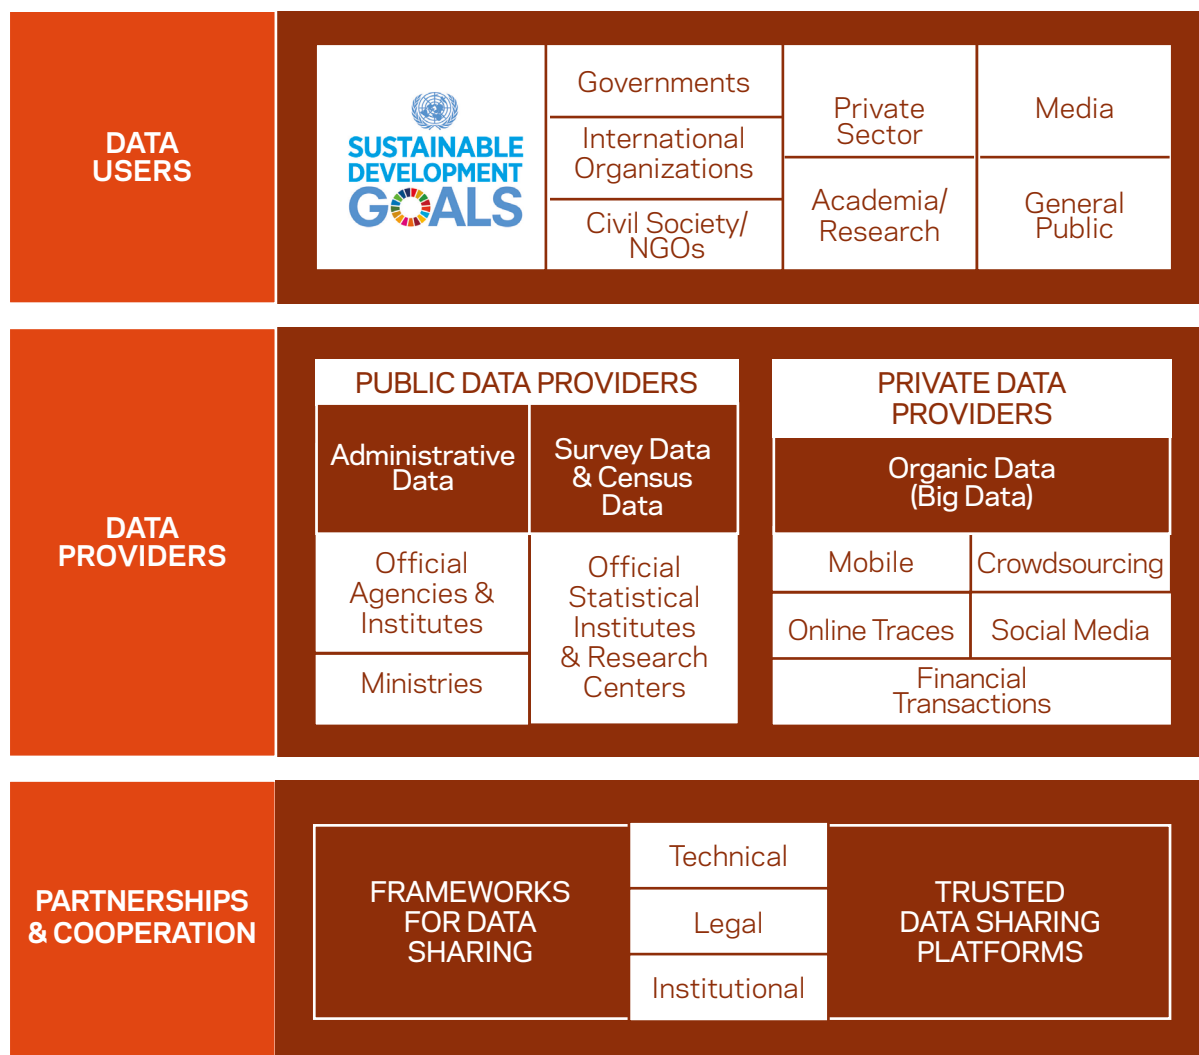 DATA
USERS
SUSTAINABLE
DEVELOPMENT
GOALS
Governments
International
Organizations
Civil Society/
NGOs
Private
Sector
Academia/
Research
Media
General
Public
DATA
PROVIDERS
PUBLIC DATA PROVIDERS
Administrative
Data
Survey Data
& Census
Data
Official
Agencies &
Institutes
Ministries
Official
Statistical
Institutes
& Research
Centers
PRIVATE DATA
PROVIDERS
Organic Data
(Big Data)
Mobile
Crowdsourcing
Online Traces
Social Media
Financial
Transactions
PARTNERSHIPS
& COOPERATION
FRAMEWORKS
FOR DATA
SHARING
Technical
Legal
Institutional
TRUSTED
DATA SHARING
PLATFORMS